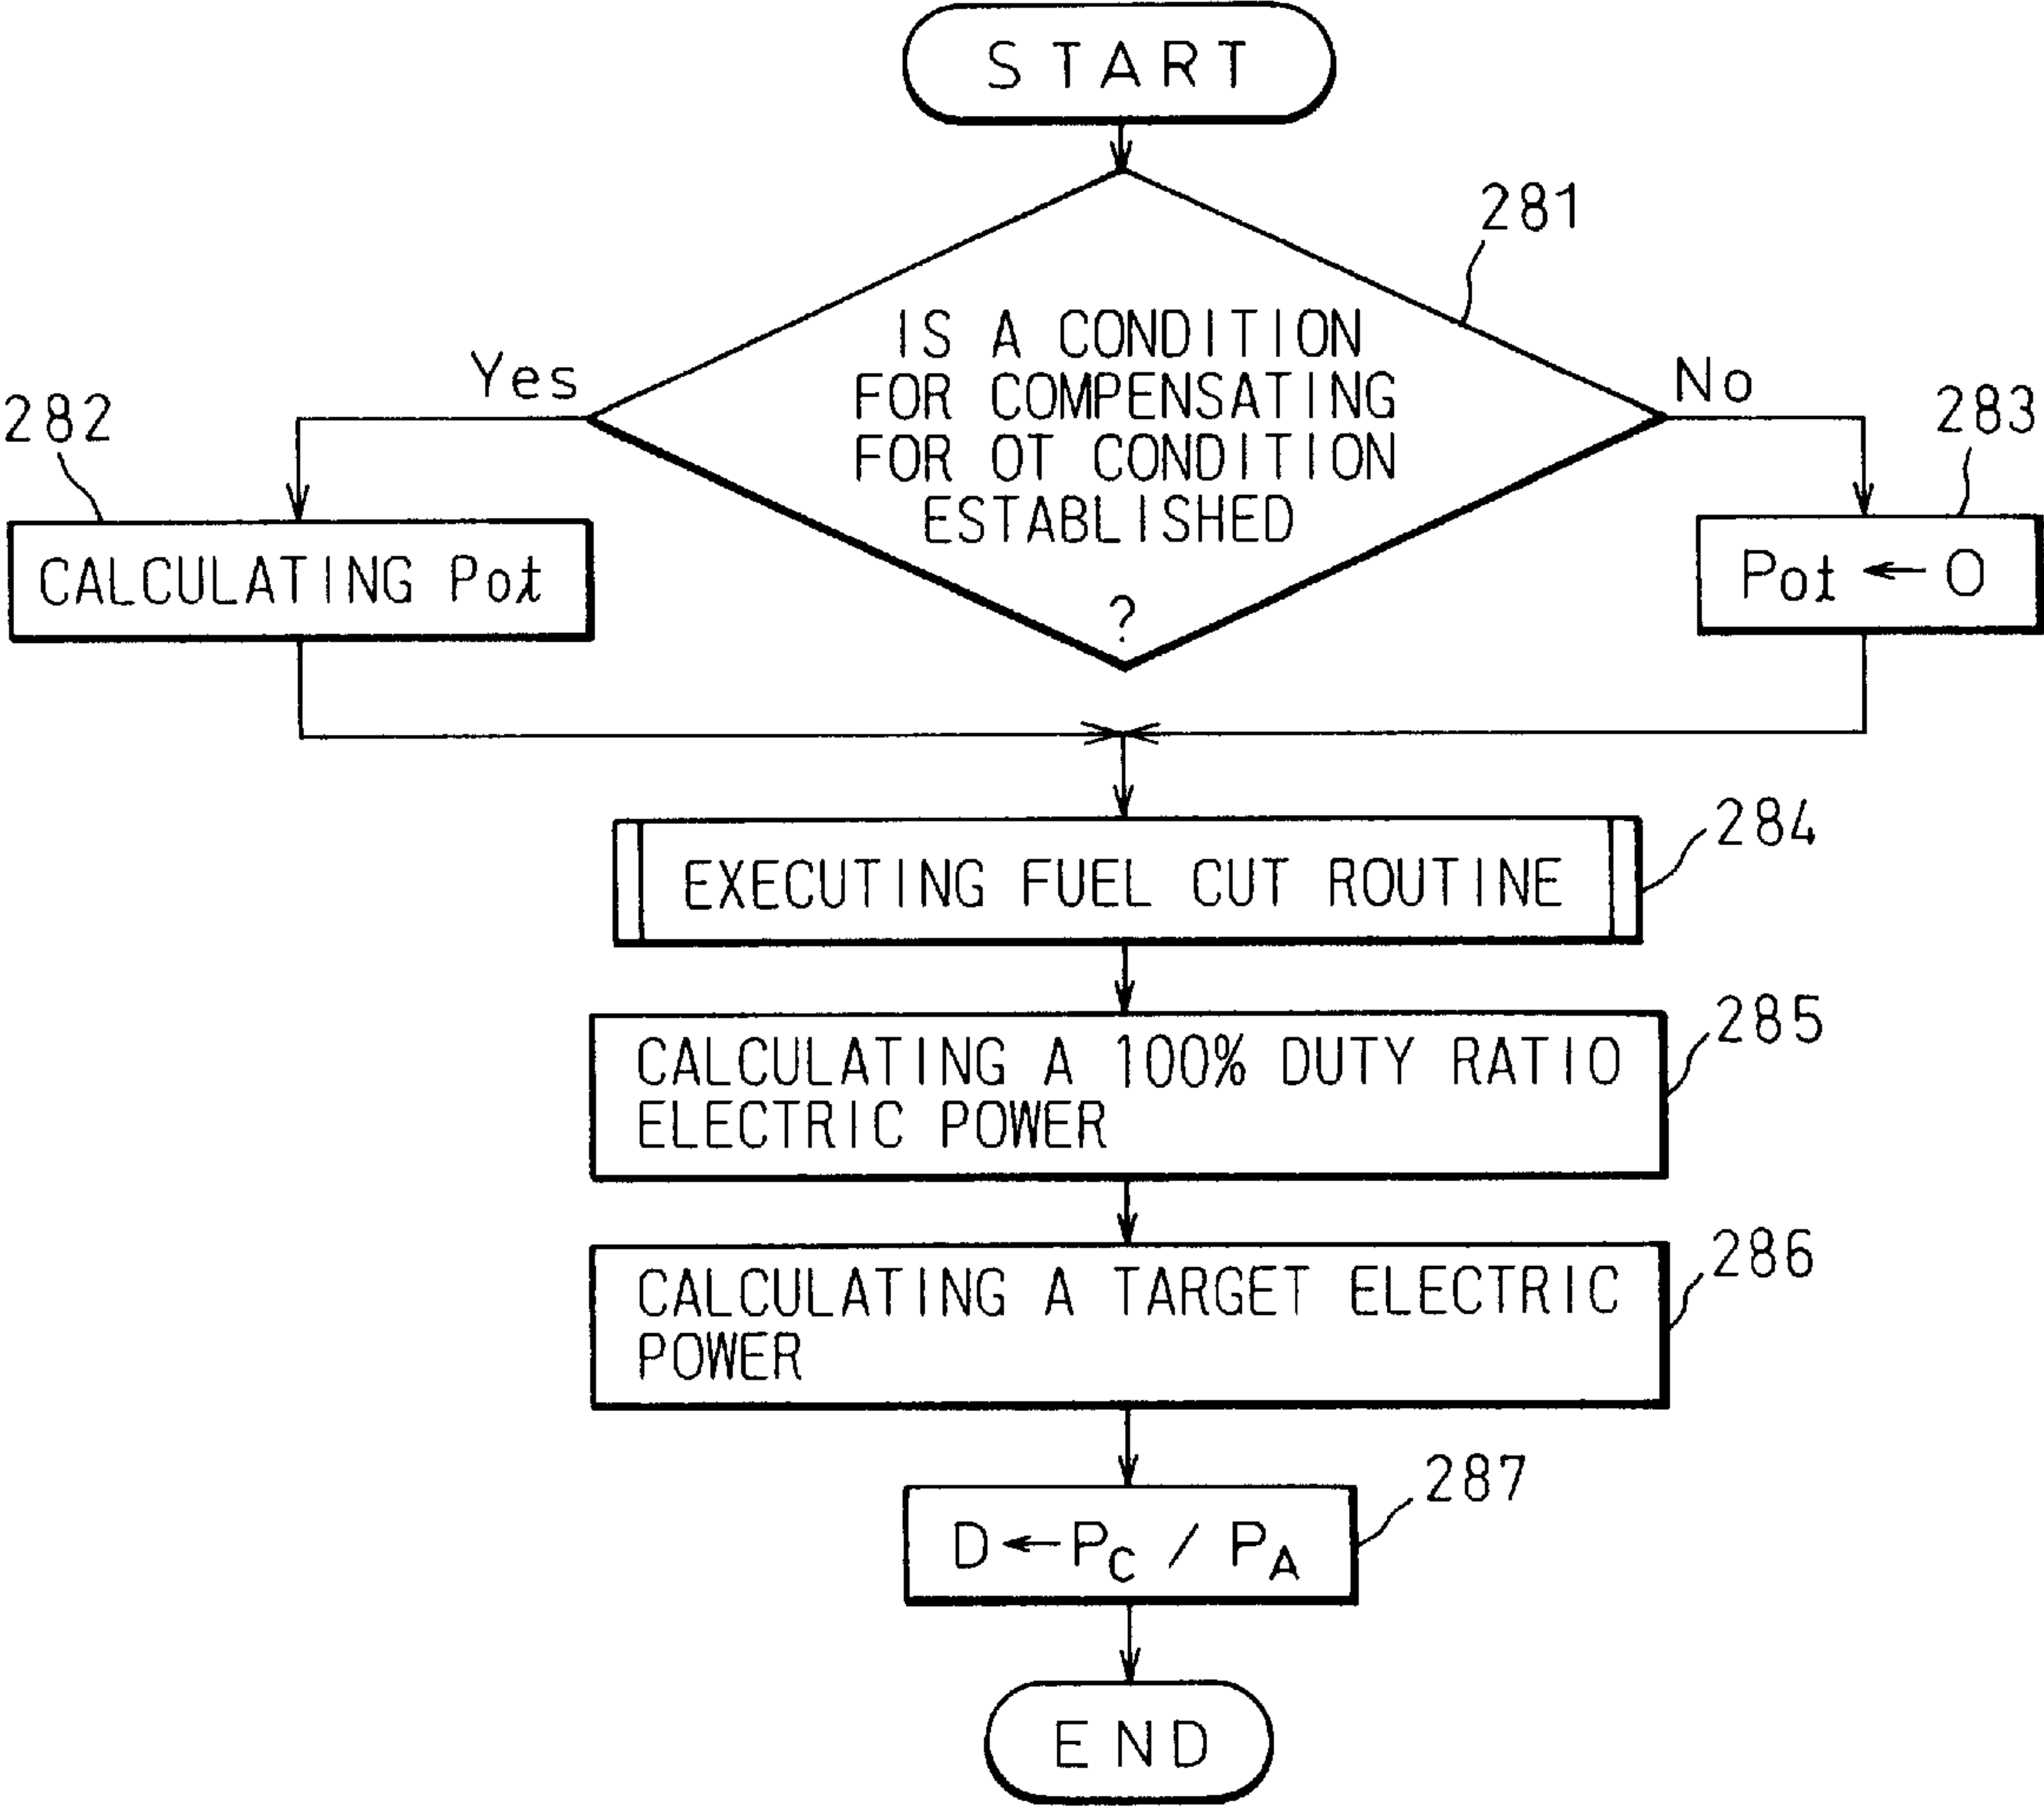 START
281
IS A CONDITION
FOR COMPENSATING
FOR OT CONDITION
ESTABLISHED
?
Yes
No
282
283
CALCULATING Pot
Pot ← 0
284
EXECUTING FUEL CUT ROUTINE
285
CALCULATING A 100% DUTY RATIO
ELECTRIC POWER
286
CALCULATING A TARGET ELECTRIC
POWER
287
D ← PC / PA
END